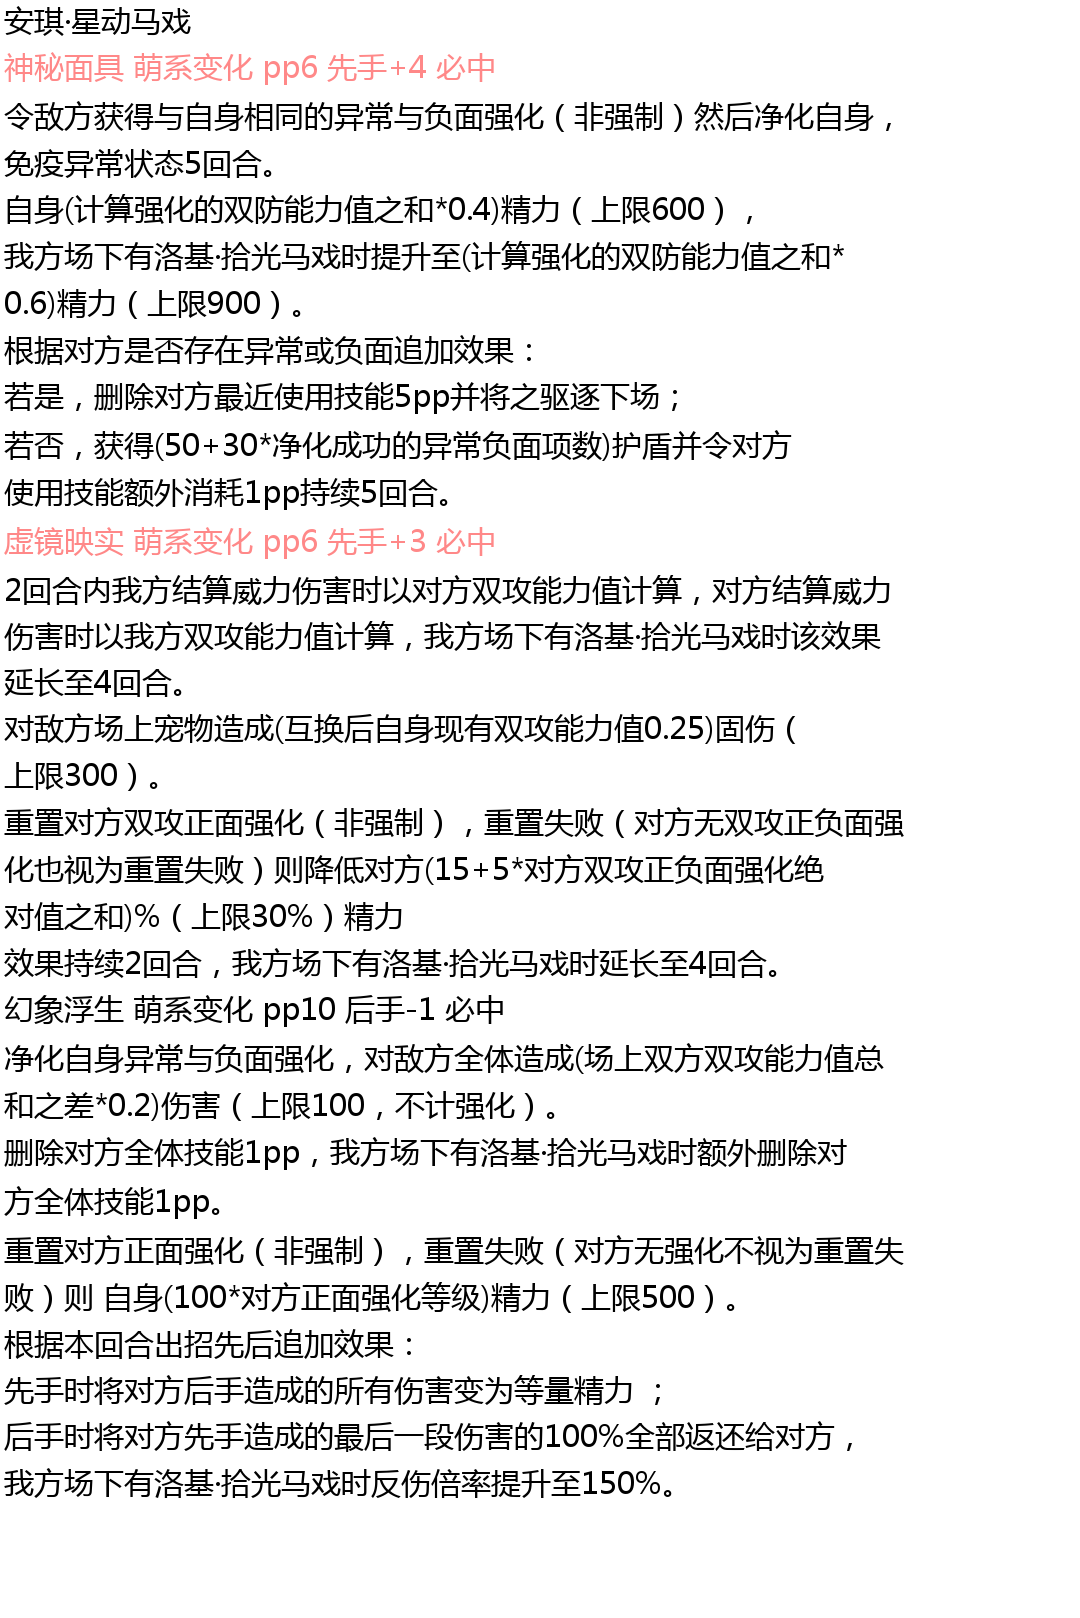 安琪·星动马戏
神秘面具 萌系变化 pp6 先手+4 必中
令敌方获得与自身相同的异常与负面强化（非强制）然后净化自身，
免疫异常状态5回合。
自身(计算强化的双防能力值之和*0.4)精力（上限600），
我方场下有洛基·拾光马戏时提升至(计算强化的双防能力值之和*
0.6)精力（上限900）。
根据对方是否存在异常或负面追加效果：
若是，删除对方最近使用技能5pp并将之驱逐下场；
若否，获得(50+30*净化成功的异常负面项数)护盾并令对方
使用技能额外消耗1pp持续5回合。
虚镜映实 萌系变化 pp6 先手+3 必中
2回合内我方结算威力伤害时以对方双攻能力值计算，对方结算威力
伤害时以我方双攻能力值计算，我方场下有洛基·拾光马戏时该效果
延长至4回合。
对敌方场上宠物造成(互换后自身现有双攻能力值0.25)固伤（
上限300）。
重置对方双攻正面强化（非强制），重置失败（对方无双攻正负面强
化也视为重置失败）则降低对方(15+5*对方双攻正负面强化绝
对值之和)%（上限30%）精力
效果持续2回合，我方场下有洛基·拾光马戏时延长至4回合。
幻象浮生 萌系变化 pp10 后手-1 必中
净化自身异常与负面强化，对敌方全体造成(场上双方双攻能力值总
和之差*0.2)伤害（上限100，不计强化）。
删除对方全体技能1pp，我方场下有洛基·拾光马戏时额外删除对
方全体技能1pp。
重置对方正面强化（非强制），重置失败（对方无强化不视为重置失
败）则 自身(100*对方正面强化等级)精力（上限500）。
根据本回合出招先后追加效果：
先手时将对方后手造成的所有伤害变为等量精力 ；
后手时将对方先手造成的最后一段伤害的100%全部返还给对方，
我方场下有洛基·拾光马戏时反伤倍率提升至150%。